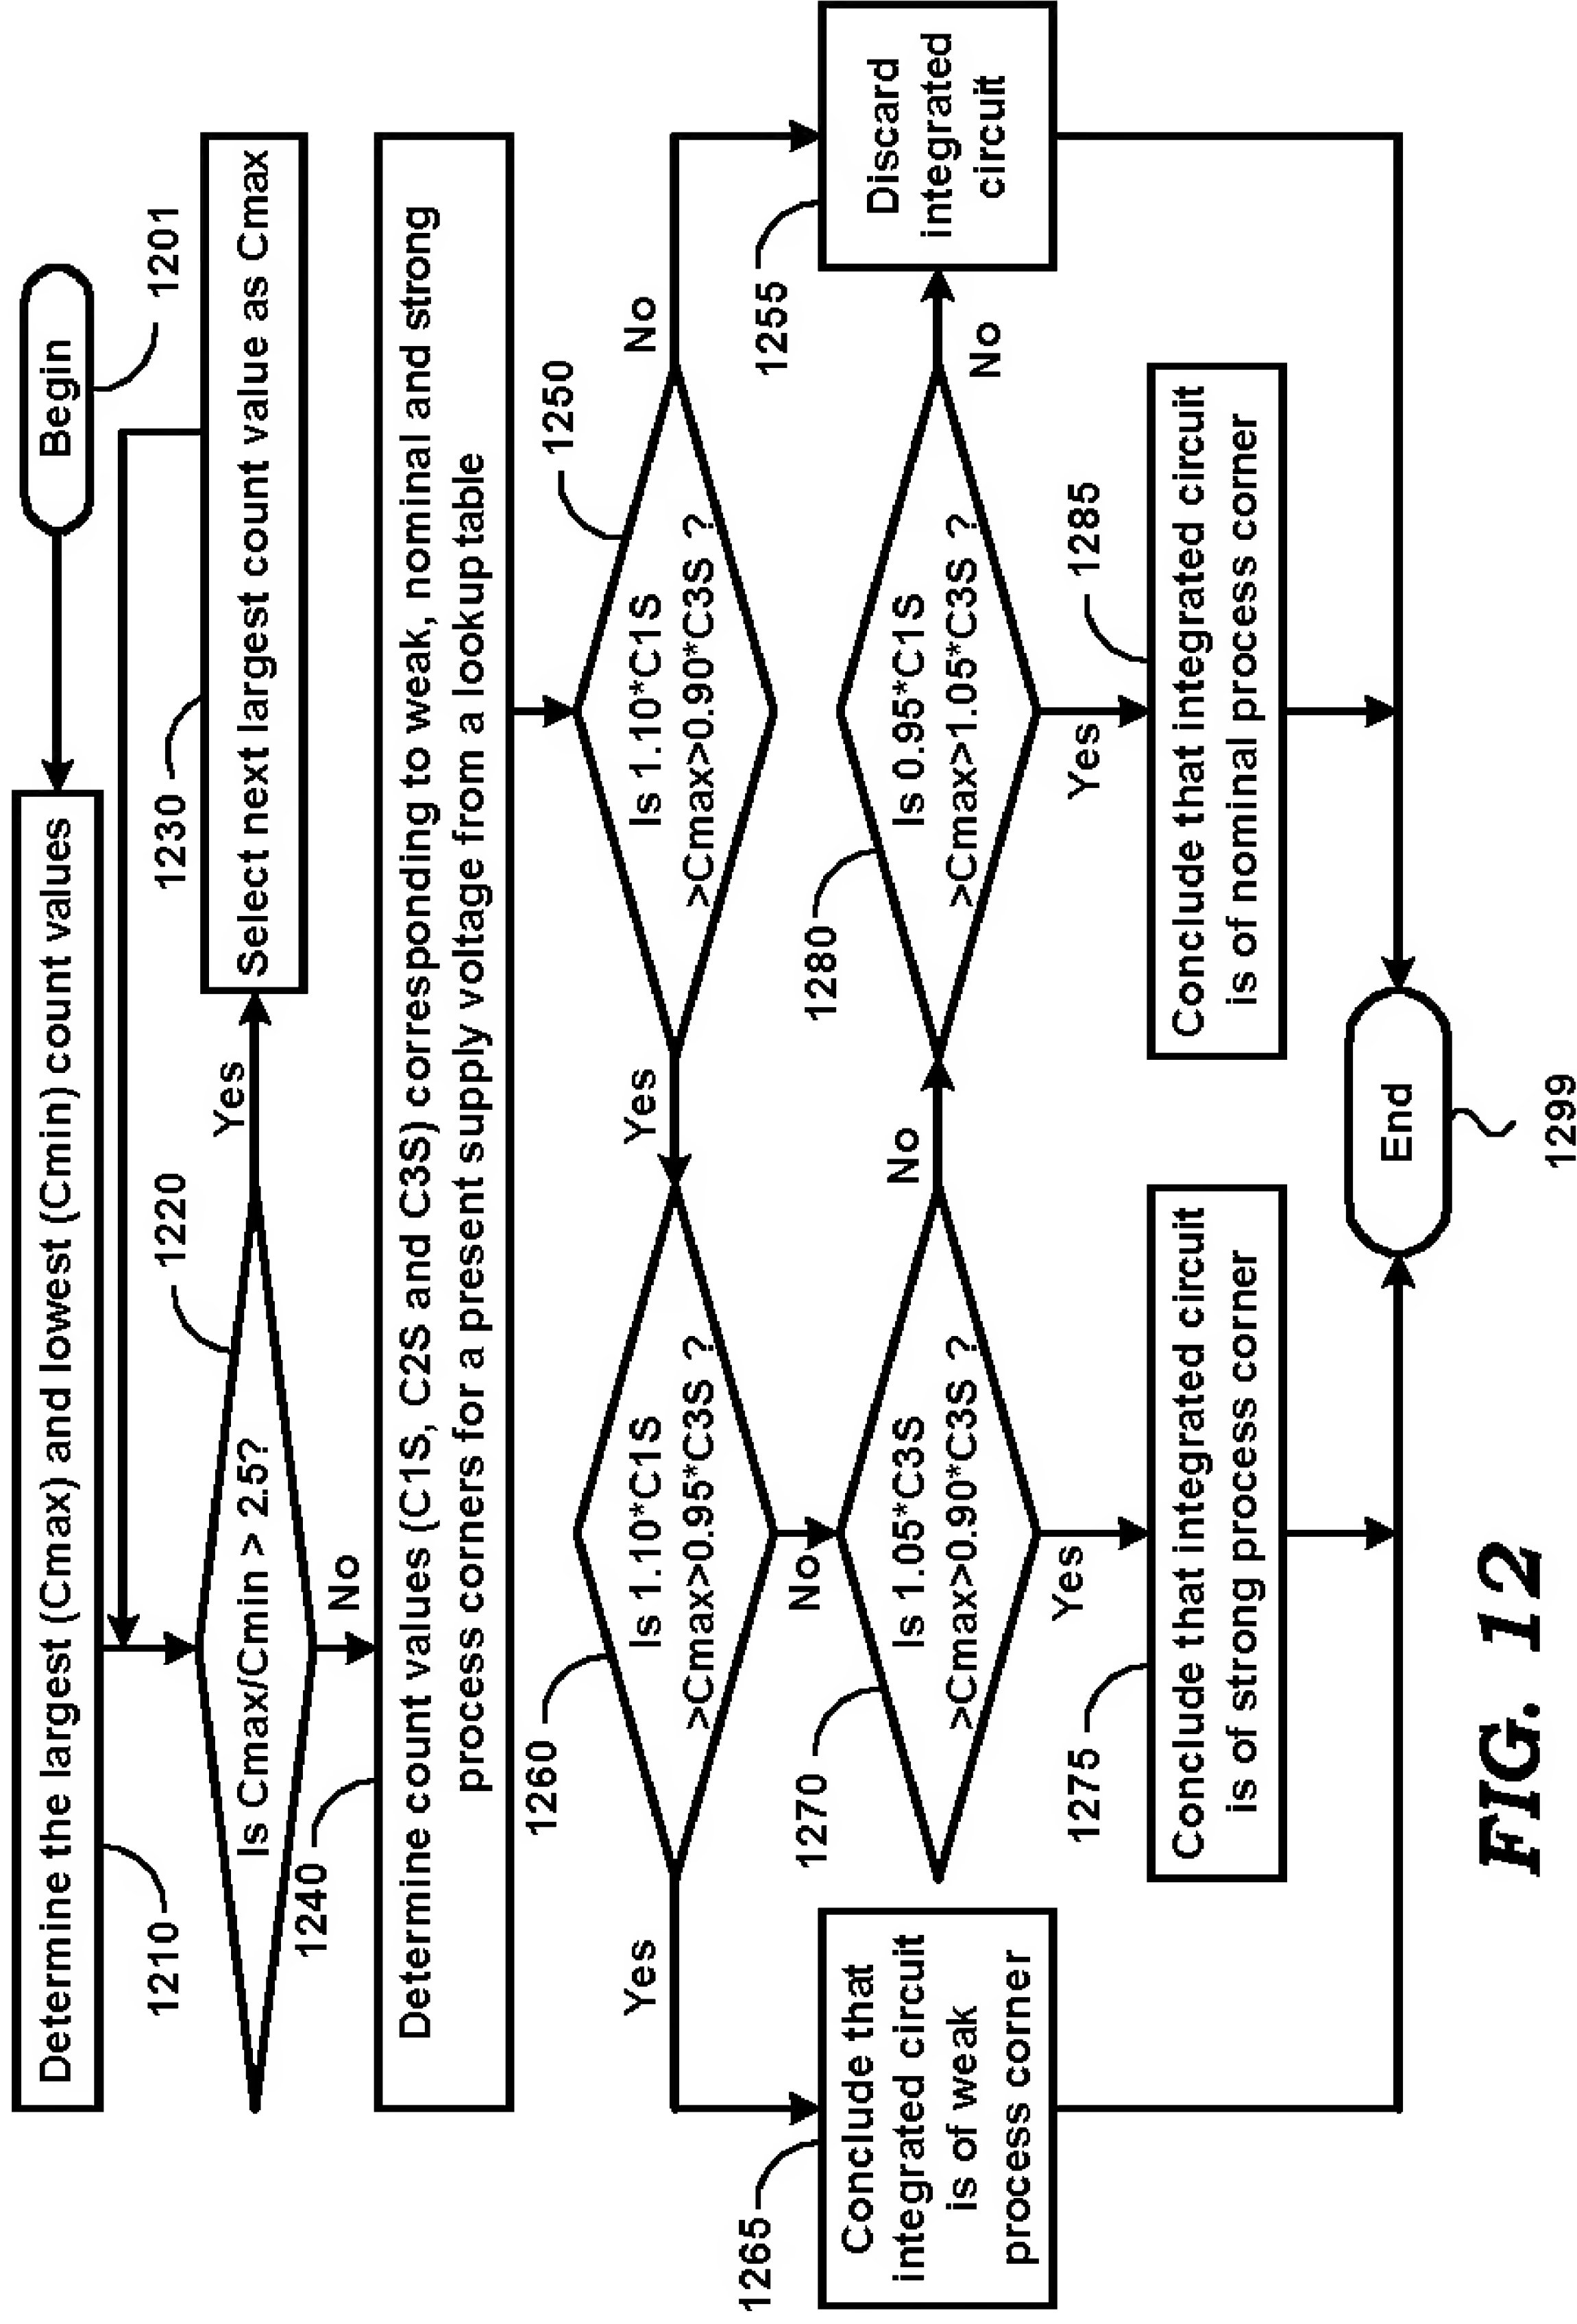 Begin
1201
Determine the largest (Cmax) and lowest (Cmin) count values
1210
Is Cmax/Cmin > 2.5?
1220
Yes
No
Select next largest count value as Cmax
1230
Determine count values (C1S, C2S and C3S) corresponding to weak, nominal and strong
process corners for a present supply voltage from a lookup table
1240
Is 1.10*C1S
>Cmax>0.90*C3S ?
1250
Yes
No
Is 1.10*C1S
>Cmax>0.95*C3S ?
1260
Yes
No
Conclude that
integrated circuit
is of weak
process corner
1265
Is 1.05*C3S
>Cmax>0.90*C3S ?
1270
No
Yes
Is 0.95*C1S
>Cmax>1.05*C3S ?
1280
No
Yes
Discard
integrated
circuit
1255
Conclude that integrated circuit
is of strong process corner
1275
Conclude that integrated circuit
is of nominal process corner
1285
End
1299
FIG. 12